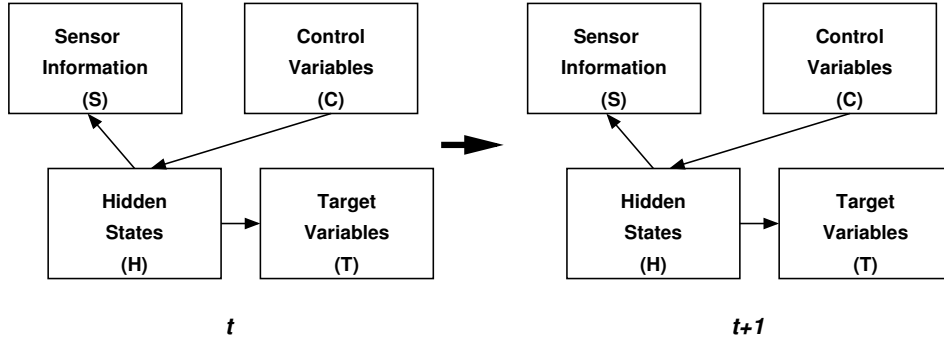 Sensor
Information
(S)
Control
Variables
(C)
Hidden
States
(H)
Target
Variables
(T)
t
Sensor
Information
(S)
Control
Variables
(C)
Hidden
States
(H)
Target
Variables
(T)
t+1